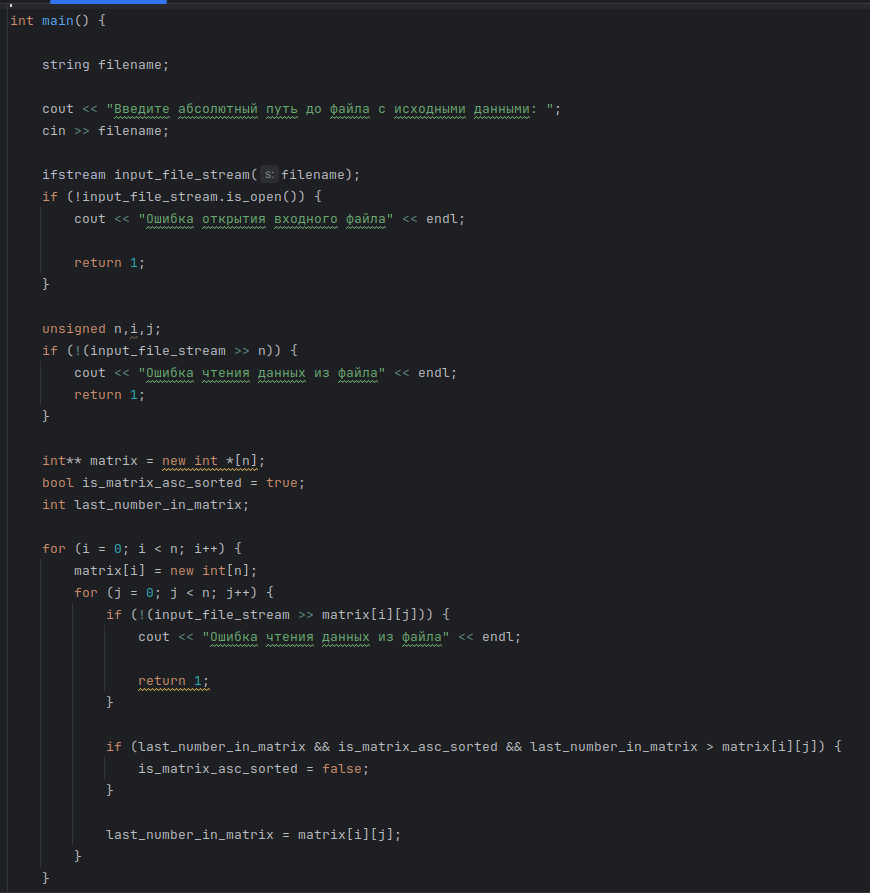 int main() {
string filename;
cout << "Введите абсолютный путь до файла с исходными данными: ";
cin >> filename;
ifstream input_file_stream( s: filename);
if (!input_file_stream.is_open()) {
cout << "Ошибка открытия входного файла" << endl;
return 1;
}
unsigned n,i,j;
if (!(input_file_stream >> n)) {
cout << "Ошибка чтения данных из файла" << endl;
return 1;
}
int** matrix = new int *[n];
bool is_matrix_asc_sorted = true;
int last_number_in_matrix;
for (i = 0; i < n; i++) {
matrix[i] = new int[n];
for (j = 0; j < n; j++) {
if (!(input_file_stream >> matrix[i][j])) {
cout << "Ошибка чтения данных из файла" << endl;
return 1;
}
if (last_number_in_matrix && is_matrix_asc_sorted && last_number_in_matrix > matrix[i][j]) {
is_matrix_asc_sorted = false;
}
last_number_in_matrix = matrix[i][j];
}
}